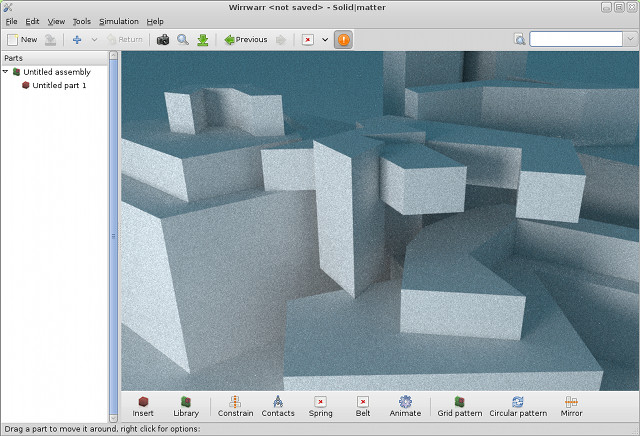 Wirrwarr <not saved> - Solid|matter
File Edit View Tools Simulation Help
New Return Previous
Parts
Untitled assembly
Untitled part 1
Insert Library Constrain Contacts Spring Belt Animate Grid pattern Circular pattern Mirror
Drag a part to move it around, right click for options: